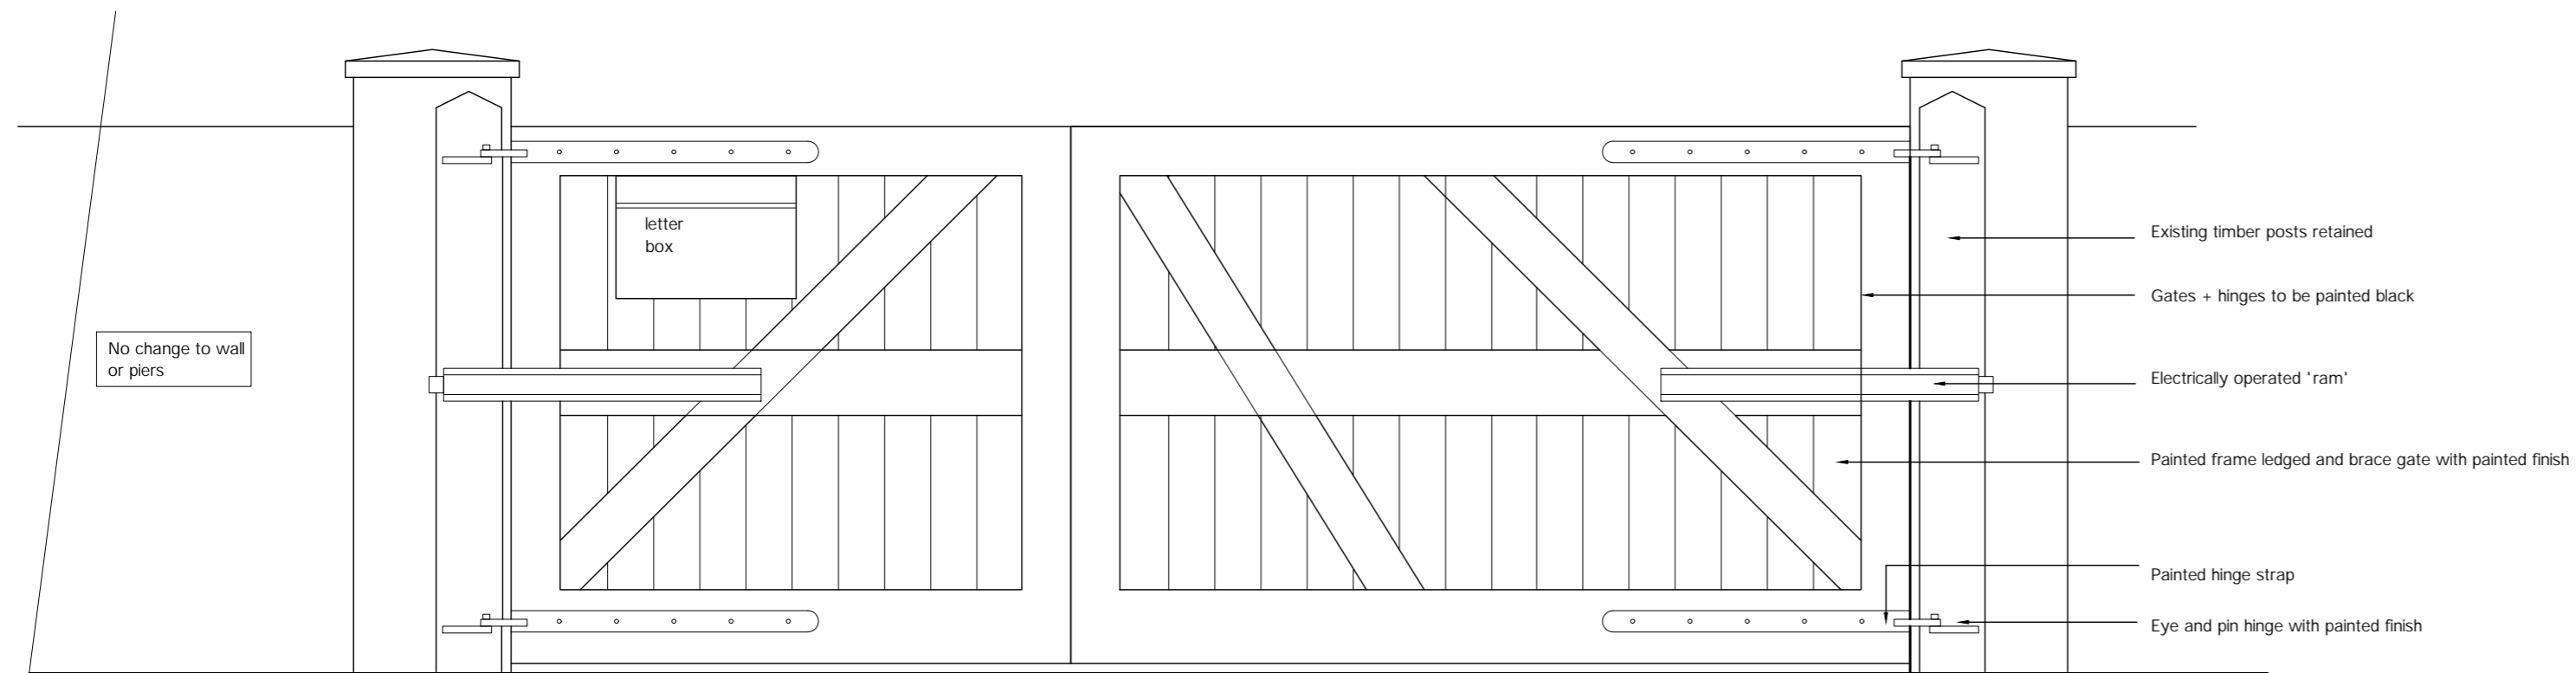 letter
box
No change to wall
or piers
Existing timber posts retained
Gates + hinges to be painted black
Electrically operated 'ram'
Painted frame ledged and brace gate with painted finish
Painted hinge strap
Eye and pin hinge with painted finish